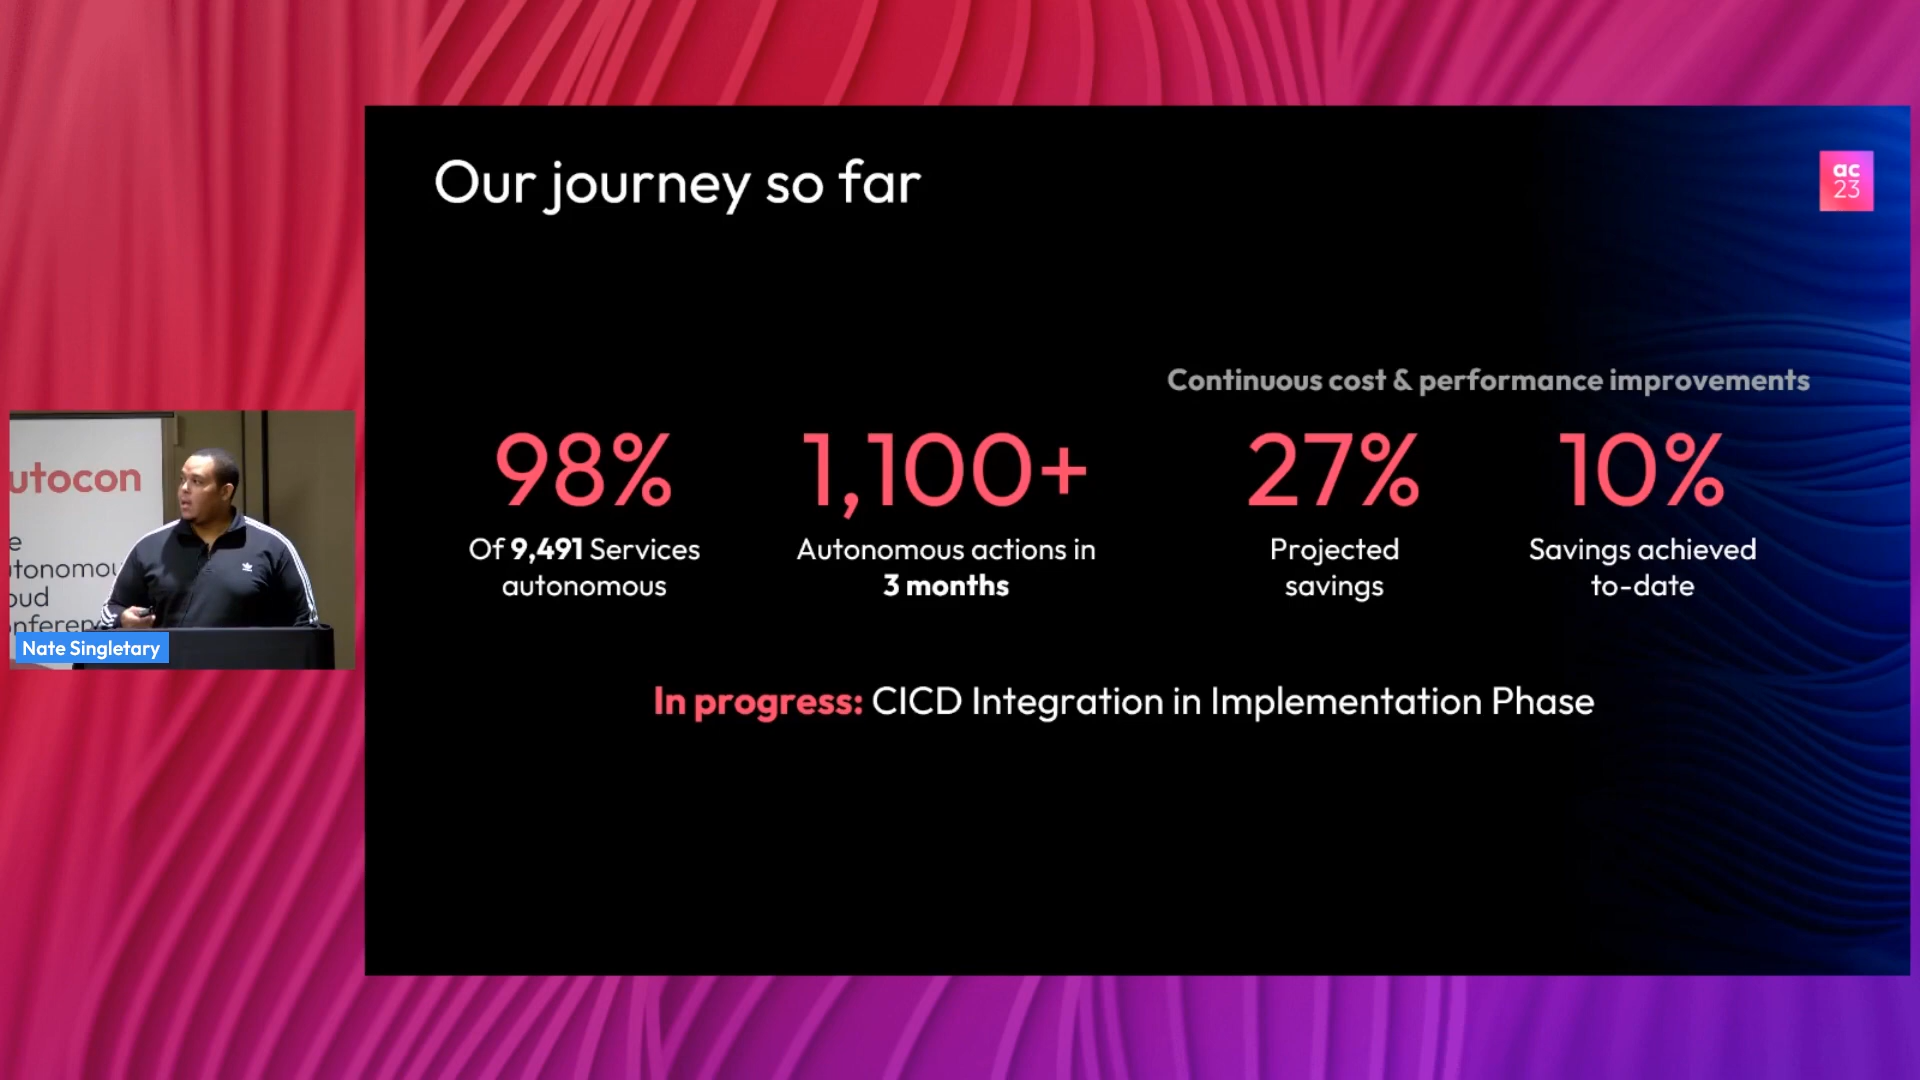 Our journey so far
ac
23
Continuous cost & performance improvements
98%
Of 9,491 Services
autonomous
1,100+
Autonomous actions in
3 months
27%
Projected
savings
10%
Savings achieved
to-date
In progress: CICD Integration in Implementation Phase
utocon
e
utonomou
oud
onferenc
Nate Singletary